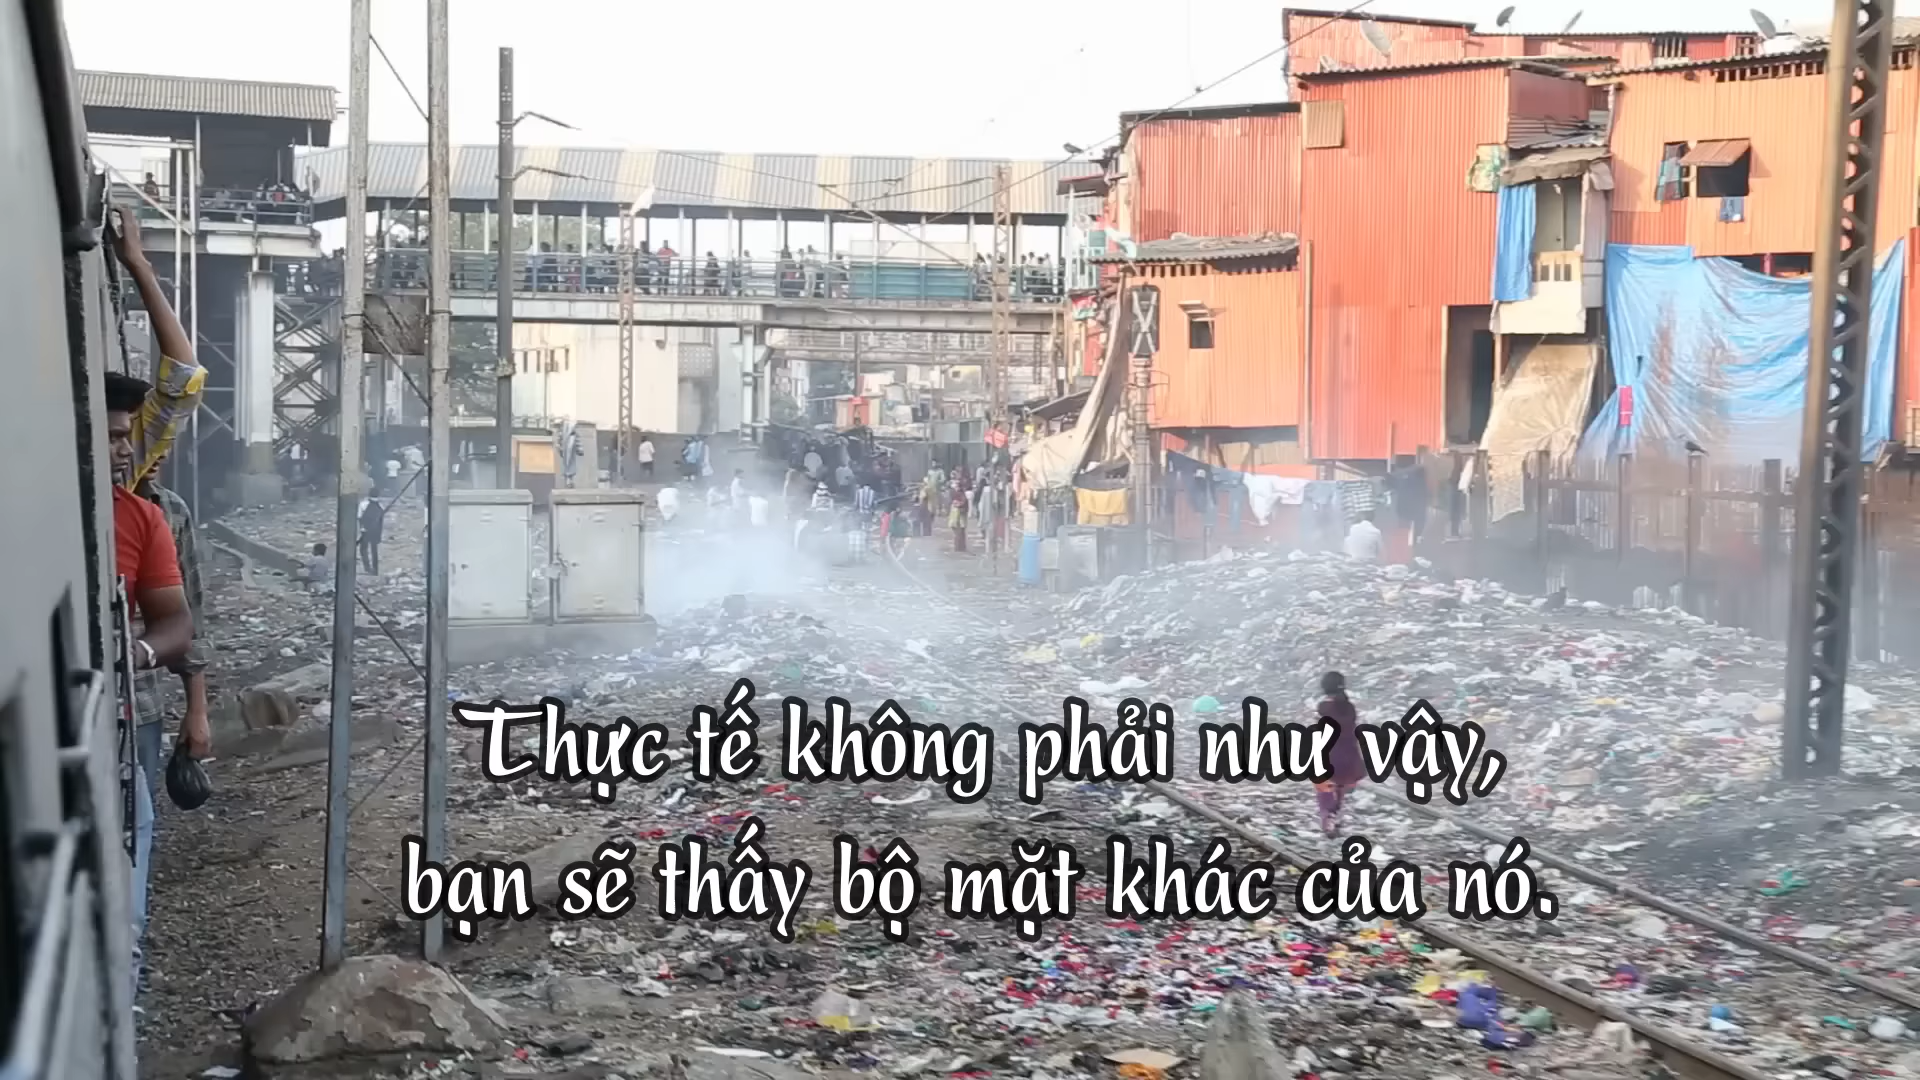 Thực tế không phải như vậy,
bạn sẽ thấy bộ mặt khác của nó.